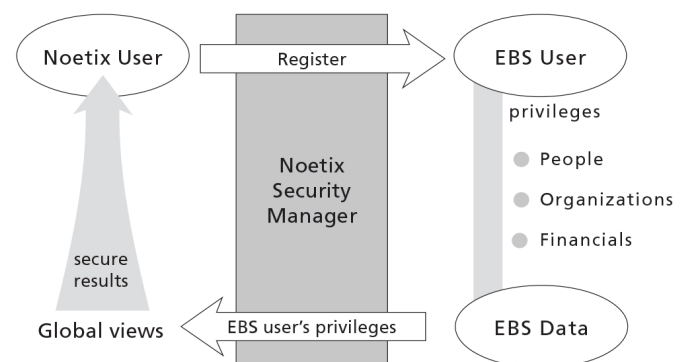 Noetix User
Register
EBS User
privileges
People
Organizations
Financials
Noetix
Security
Manager
secure
results
Global views
EBS user's privileges
EBS Data